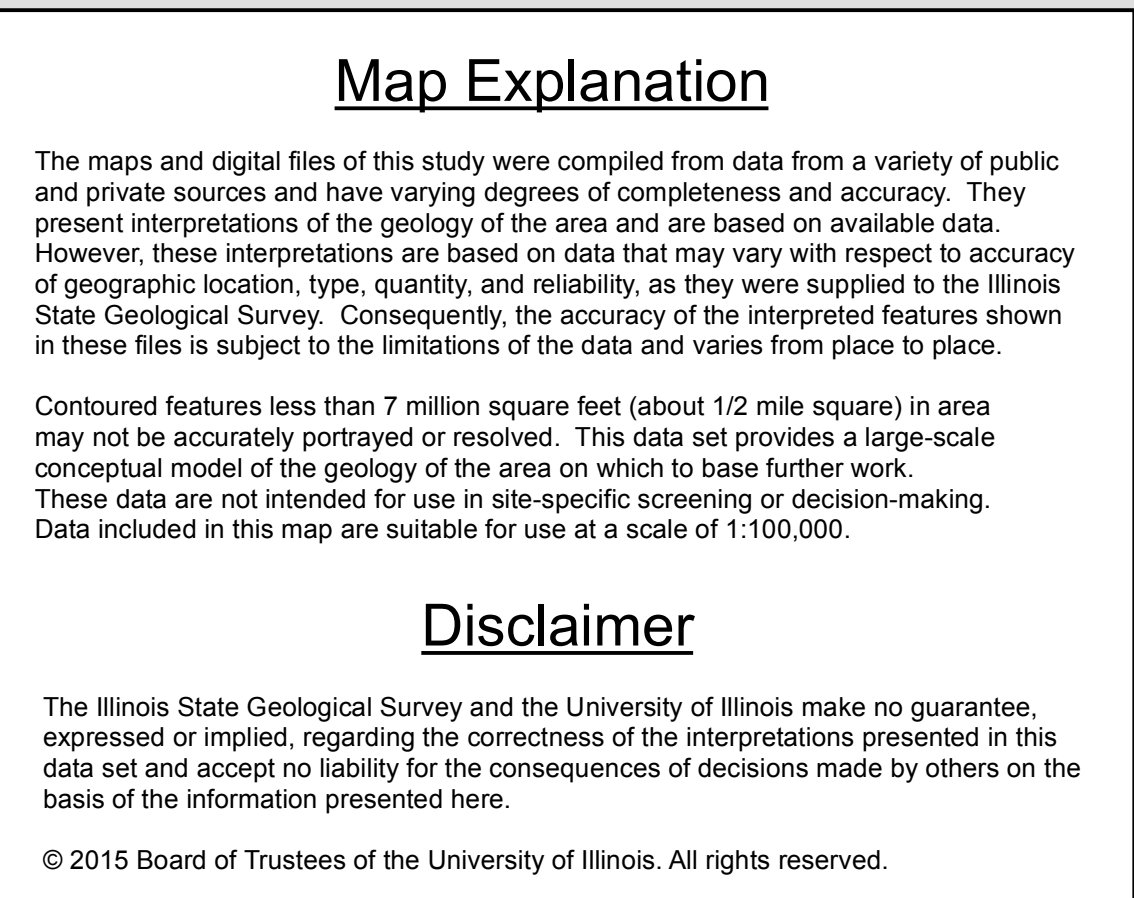 Map Explanation
The maps and digital files of this study were compiled from data from a variety of public
and private sources and have varying degrees of completeness and accuracy.  They
present interpretations of the geology of the area and are based on available data.
However, these interpretations are based on data that may vary with respect to accuracy
of geographic location, type, quantity, and reliability, as they were supplied to the Illinois
State Geological Survey.  Consequently, the accuracy of the interpreted features shown
in these files is subject to the limitations of the data and varies from place to place.
Contoured features less than 7 million square feet (about 1/2 mile square) in area
may not be accurately portrayed or resolved.  This data set provides a large-scale
conceptual model of the geology of the area on which to base further work.
These data are not intended for use in site-specific screening or decision-making.
Data included in this map are suitable for use at a scale of 1:100,000.
Disclaimer
The Illinois State Geological Survey and the University of Illinois make no guarantee,
expressed or implied, regarding the correctness of the interpretations presented in this
data set and accept no liability for the consequences of decisions made by others on the
basis of the information presented here.
© 2015 Board of Trustees of the University of Illinois. All rights reserved.